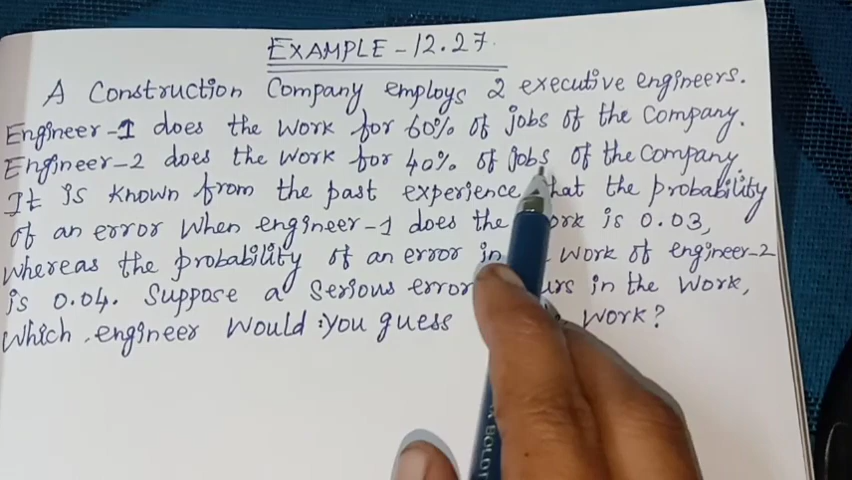 EXAMPLE - 12.27.
A Construction Company employs 2 executive engineers.
Engineer-1 does the work for 60% of jobs of the Company.
Engineer-2 does the work for 40% of jobs of the Company.
It is known from the past experience that the probability
of an error when engineer-1 does the work is 0.03,
whereas the probability of an error in work of engineer-2
is 0.04. Suppose a serious error in the work,
Which engineer would you guess work?